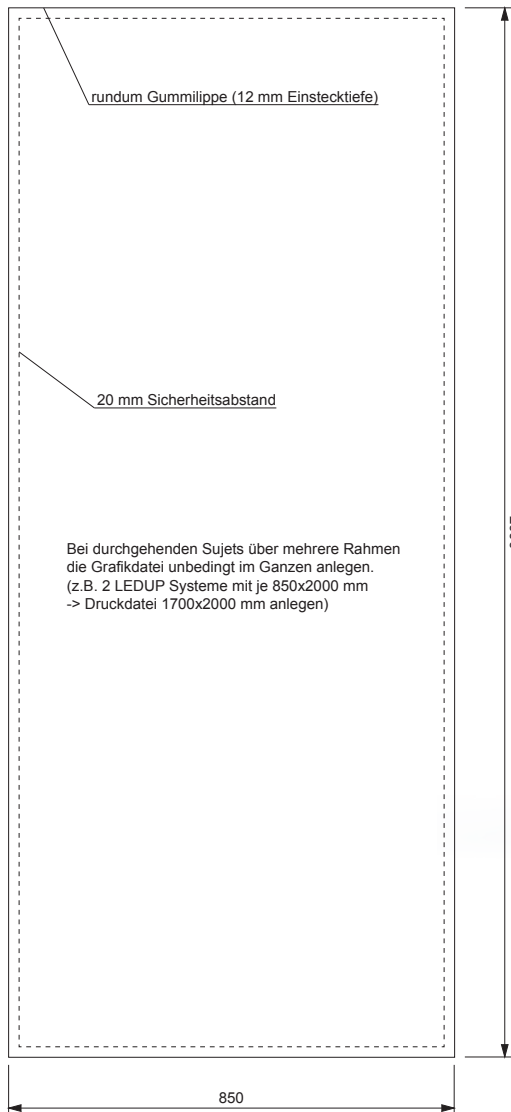 rundum Gummilippe (12 mm Einstecktiefe)
20 mm Sicherheitsabstand
Bei durchgehenden Sujets über mehrere Rahmen
die Grafikdatei unbedingt im Ganzen anlegen.
(z.B. 2 LEDUP Systeme mit je 850x2000 mm
-> Druckdatei 1700x2000 mm anlegen)
850